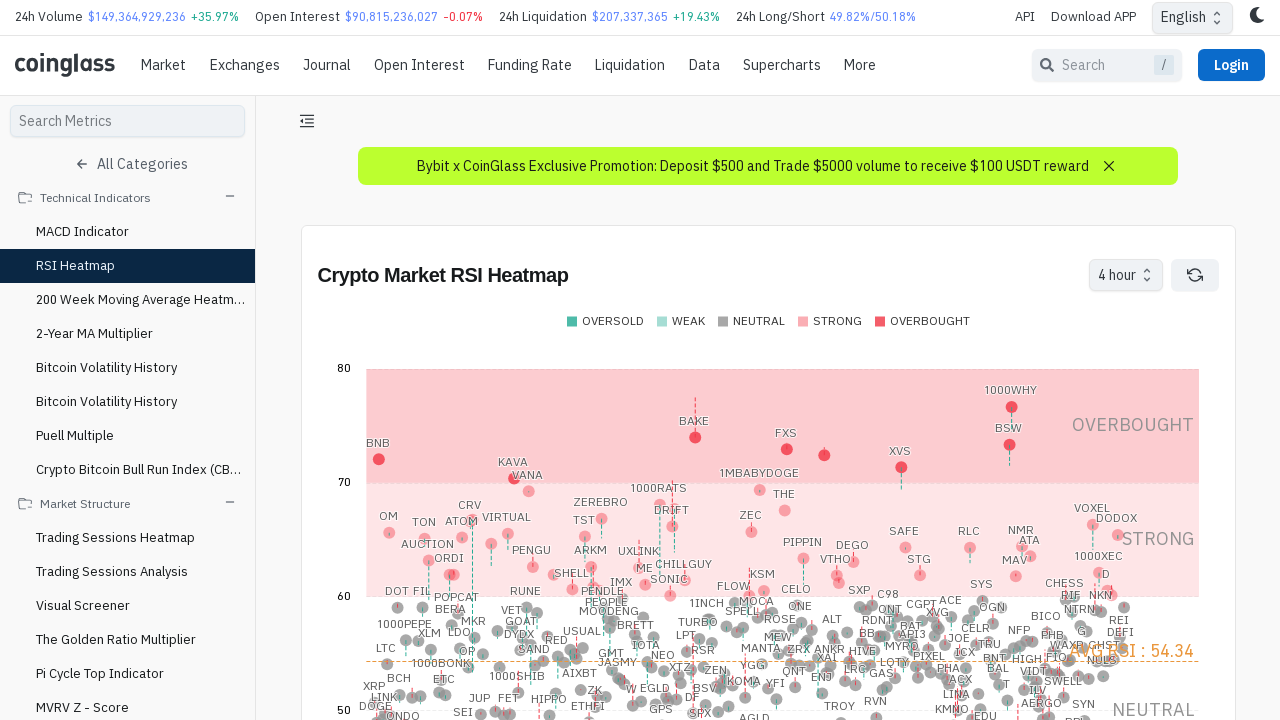 24h Volume $149,364,929,236 +35.97% Open Interest $90,815,236,027 -0.07% 24h Liquidation $207,337,365 +19.43% 24h Long/Short 49.82%/50.18% API Download APP English
coinglass Market Exchanges Journal Open Interest Funding Rate Liquidation Data Supercharts More Search / Login
Search Metrics
All Categories
Technical Indicators
MACD Indicator
RSI Heatmap
200 Week Moving Average Heatm...
2-Year MA Multiplier
Bitcoin Volatility History
Bitcoin Volatility History
Puell Multiple
Crypto Bitcoin Bull Run Index (CB...
Market Structure
Trading Sessions Heatmap
Trading Sessions Analysis
Visual Screener
The Golden Ratio Multiplier
Pi Cycle Top Indicator
MVRV Z - Score
Bybit x CoinGlass Exclusive Promotion: Deposit $500 and Trade $5000 volume to receive $100 USDT reward
Crypto Market RSI Heatmap
4 hour
OVERSOLD WEAK NEUTRAL STRONG OVERBOUGHT
80
1000WHY
BAKE OVERBOUGHT
BSW
FXS
BNB
XVS
KAVA
VANA 1MBABYDOGE
70
1000RATS
THE
ZEREBRO
CRV DRIFT VOXEL
OM TON ATOM VIRTUAL TST ZEC DODOX
SAFE RLC NMR
STRONG
ATA
AUCTION PENGU ARKM UXLINK PIPPIN DEGO
ORDI ME CHILLGUY VTHO STG MAV 1000XEC
SHELL SONIC KSM D
DOT FIL RUNE PENDLE IMX FLOW CELO SXP SYS CHESS
60
POPCAT PEOPLE 1INCH MOCA ONE C98 CGPT ACE OGN RIF NKN
BERA VET MOODENG SPELL ONT XVG NTRN
1000PEPE MKR GOAT BRETT TURBO ROSE ALT RDNT BAT CELR BICO REI
XLM LDO DYDX RED USUAL LPT MEW BB API3 JOE NFP PHB G DEFI
LTC OP SAND GMT IOTA RSR MANTA ZRX ANKR HIVE MYRO ICX TRU WAXP GHST
AVG RSI : 54.34
1000BONK JASMY NEO XTZ YGG XAI LQTY PIXEL BNT HIGH FIO NULS
BCH ETC 1000SHIB AIXBT ZEN QNT LRC GAS PHA BAL VIDT
XRP W EGLD BSV KOMA YFI ENJ ACX T SWELL
LINK JUP FET HIPPO ZK DF LINA ILV
DOGE ETHFI GPS TROY RVN KMNO AERGO SYN
50
ONDO SEI SPX AGLD EDU NEUTRAL